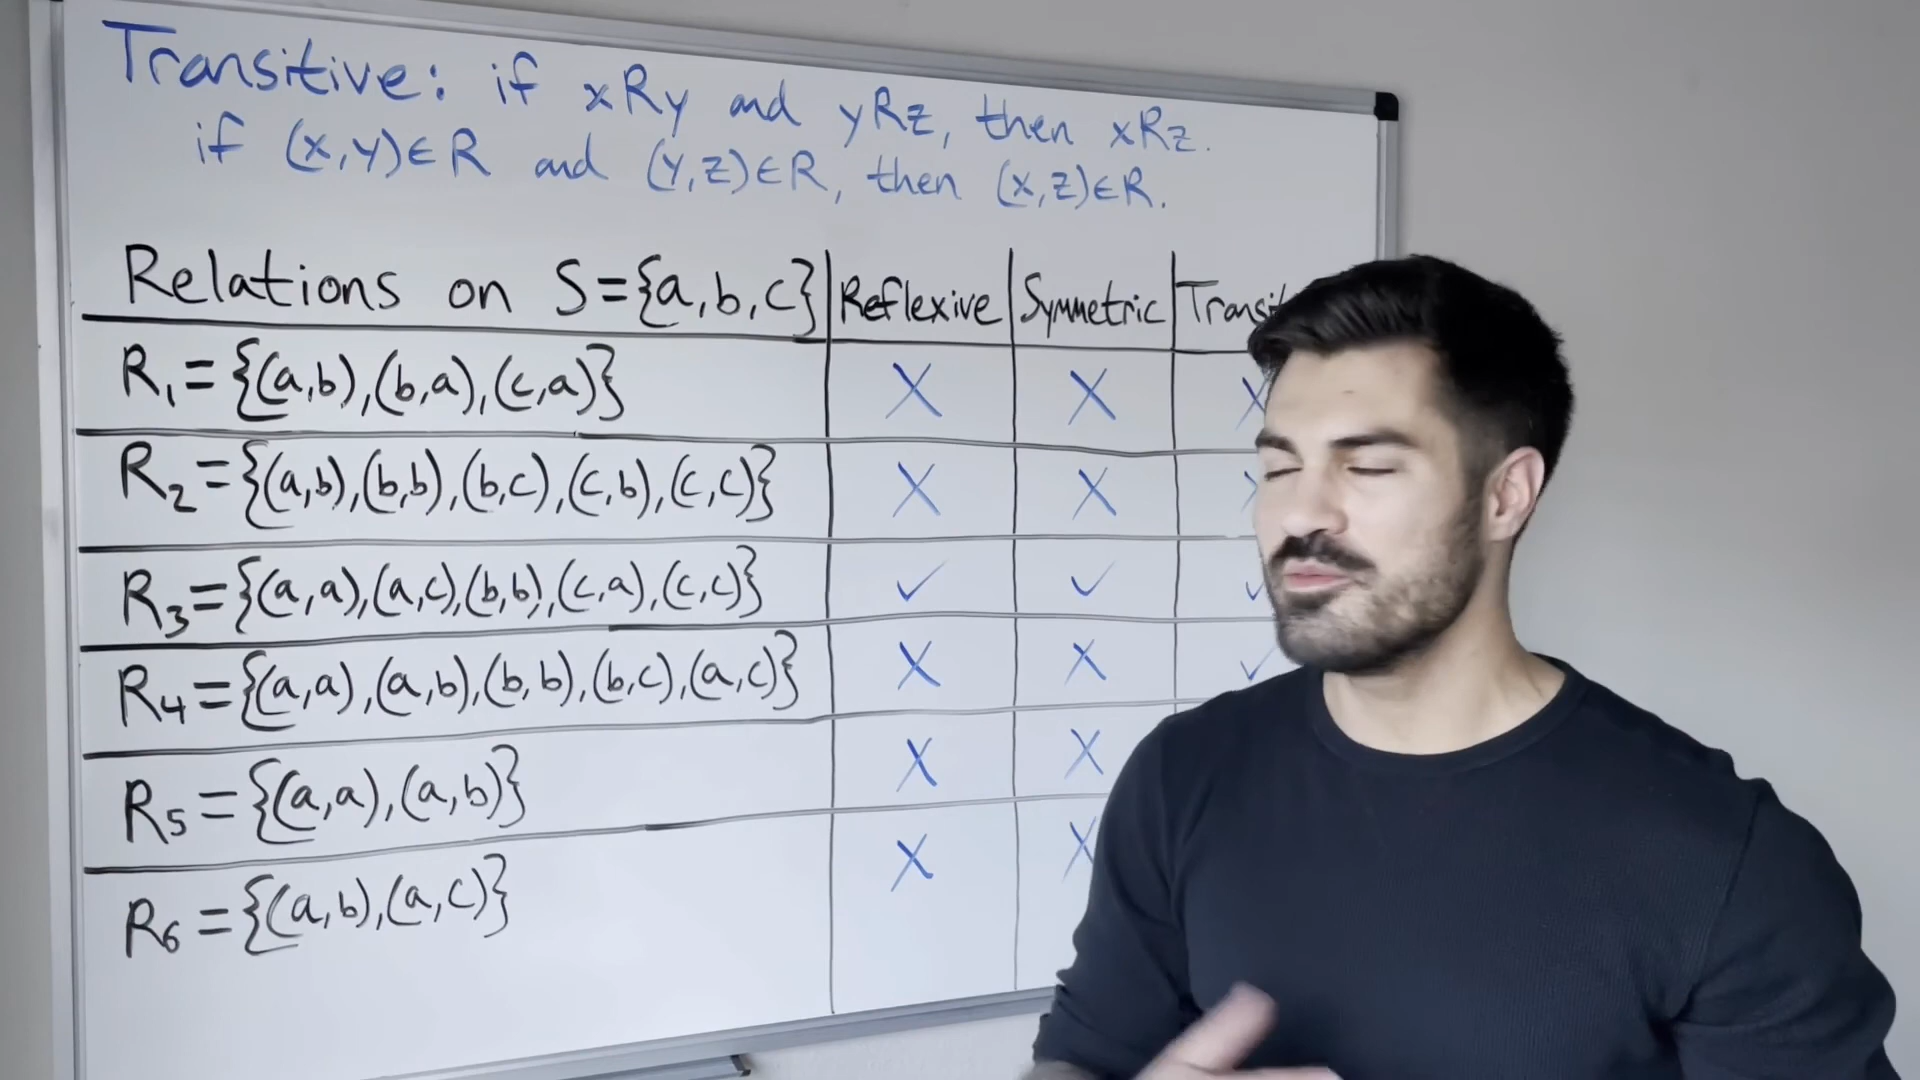 Transitive: if xRy and yRz, then xRz.
if (x,y)∈R and (y,z)∈R, then (x,z)∈R.
Relations on S={a,b,c} Reflexive Symmetric
R₁={(a,b),(b,a),(c,a)} X X X
R₂={(a,b),(b,b),(b,c),(c,b),(c,c)} X X X
R₃={(a,a),(a,c),(b,b),(c,a),(c,c)} ✓ ✓ ✓
R₄={(a,a),(a,b),(b,b),(b,c),(a,c)} X X ✓
R₅={(a,a),(a,b)} X X
R₆={(a,b),(a,c)} X X